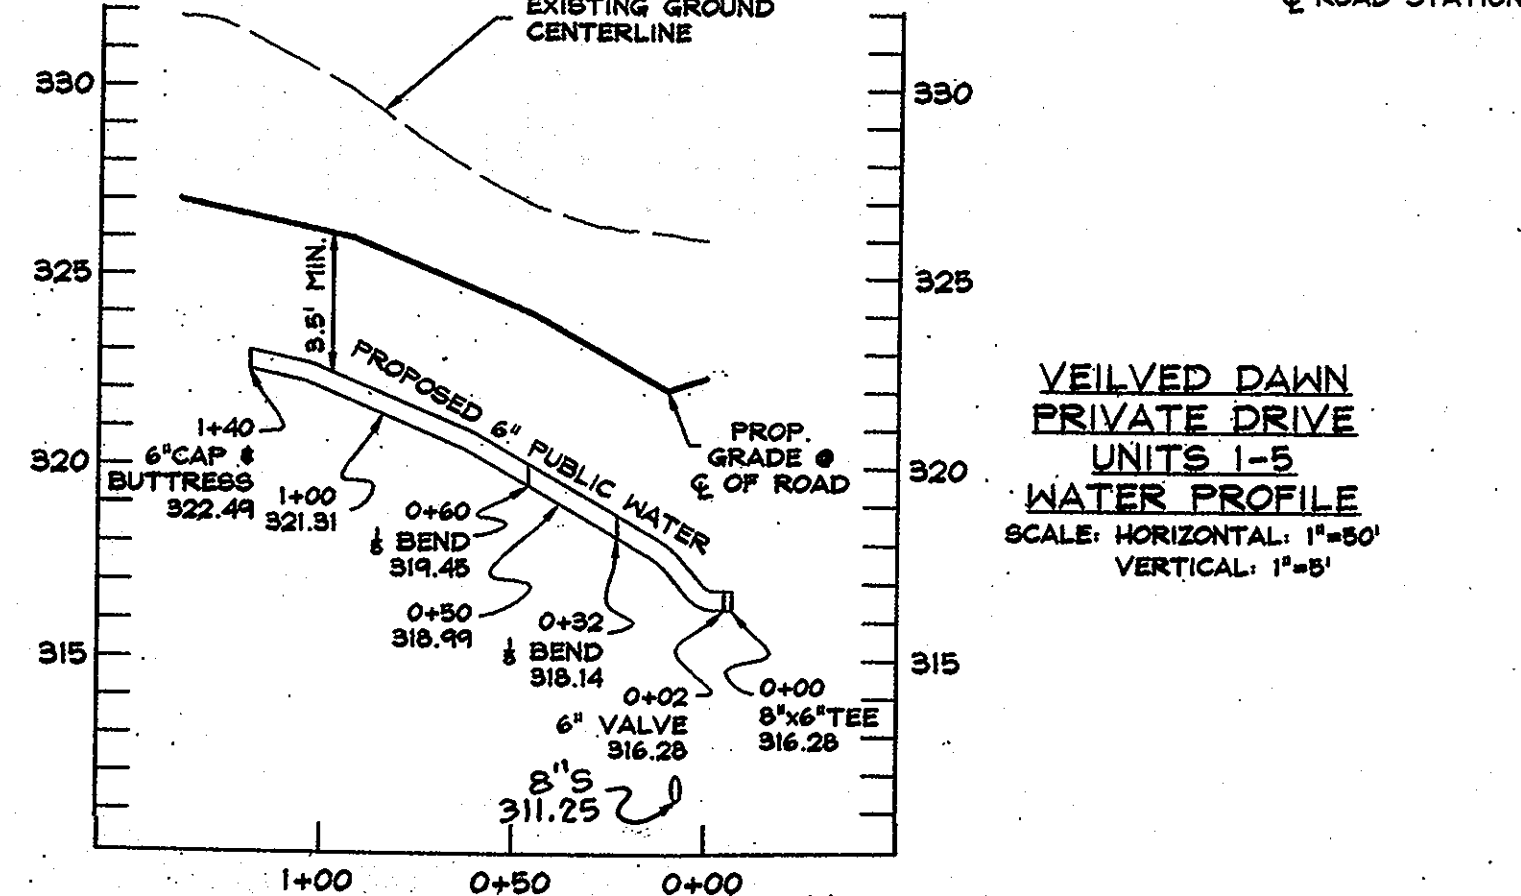 EXISTING GROUND
CENTERLINE
℄ ROAD STATION
330
325
320
315
330
325
320
315
3.5' MIN.
PROPOSED 6" PUBLIC WATER
PROP.
GRADE @
℄ OF ROAD
1+40
6" CAP &
BUTTRESS
322.49
1+00
321.31
0+60
1/8 BEND
319.45
0+50
318.99
0+32
1/8 BEND
318.14
0+02
6" VALVE
316.28
0+00
8"x6" TEE
316.28
8"S
311.25
1+00 0+50 0+00
VEILVED DAWN
PRIVATE DRIVE
UNITS 1-5
WATER PROFILE
SCALE: HORIZONTAL: 1"=50'
VERTICAL: 1"=5'